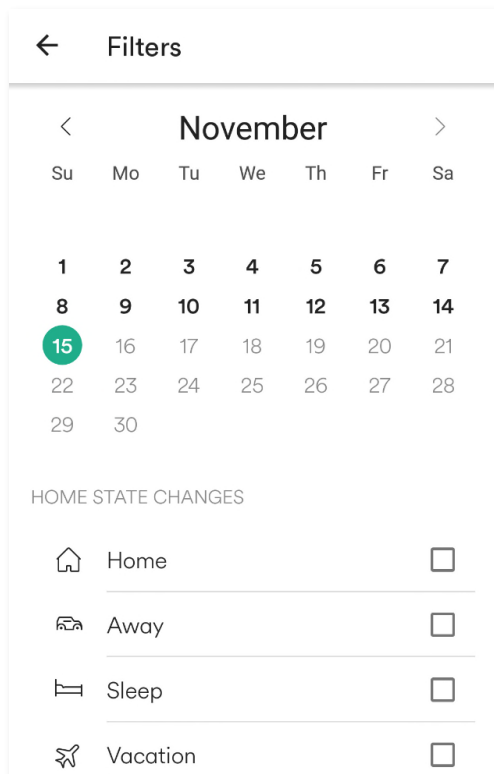 Filters
November
Su Mo Tu We Th Fr Sa
1 2 3 4 5 6 7
8 9 10 11 12 13 14
15 16 17 18 19 20 21
22 23 24 25 26 27 28
29 30
HOME STATE CHANGES
Home
Away
Sleep
Vacation